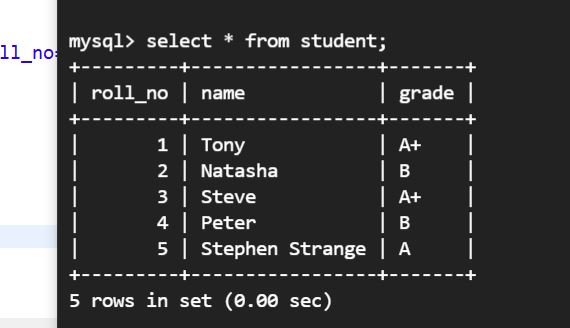 mysql> select * from student;
ll_no=
+---------+-----------------+-------+
| roll_no | name            | grade |
+---------+-----------------+-------+
|       1 | Tony            | A+    |
|       2 | Natasha         | B     |
|       3 | Steve           | A+    |
|       4 | Peter           | B     |
|       5 | Stephen Strange | A     |
+---------+-----------------+-------+
5 rows in set (0.00 sec)